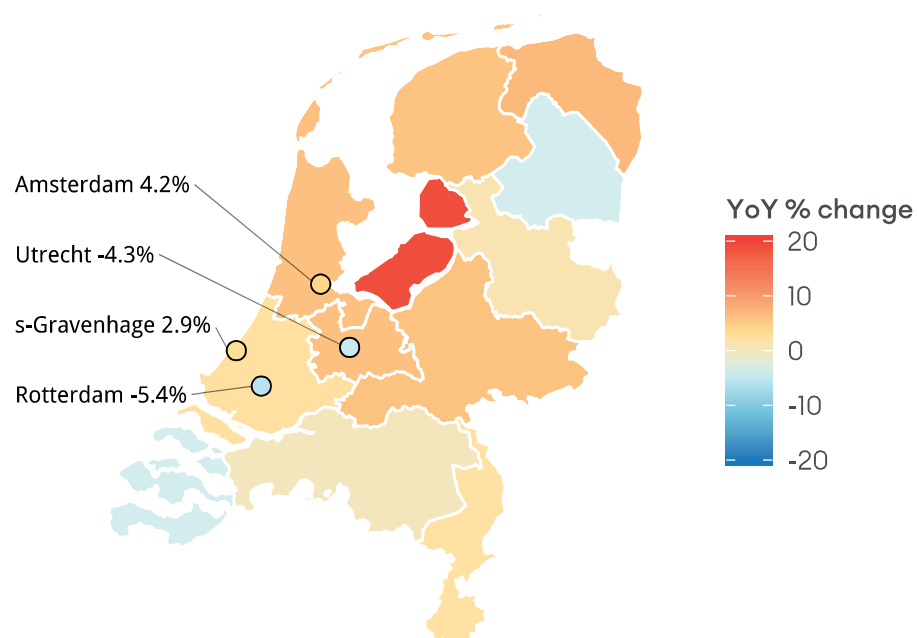 Amsterdam 4.2%
Utrecht -4.3%
s-Gravenhage 2.9%
Rotterdam -5.4%
YoY % change
20
10
0
-10
-20